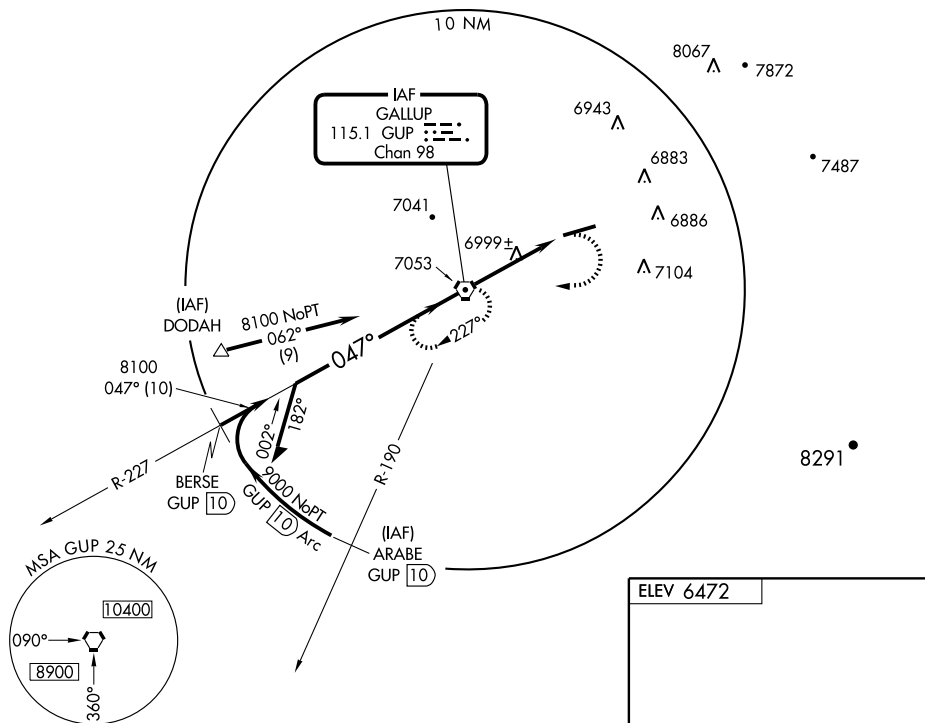 10 NM
8067
7872
IAF
GALLUP
115.1 GUP
Chan 98
6943
6883
7487
7041
6886
6999±
7053
7104
(IAF)
DODAH
8100 NoPT
062°
(9)
047°
227°
8100
047° (10)
002°
182°
R-190
R-227
BERSE
GUP 10
9000 NoPT
GUP 10 Arc
(IAF)
ARABE
GUP 10
8291
MSA GUP 25 NM
10400
090°
8900
360°
ELEV 6472